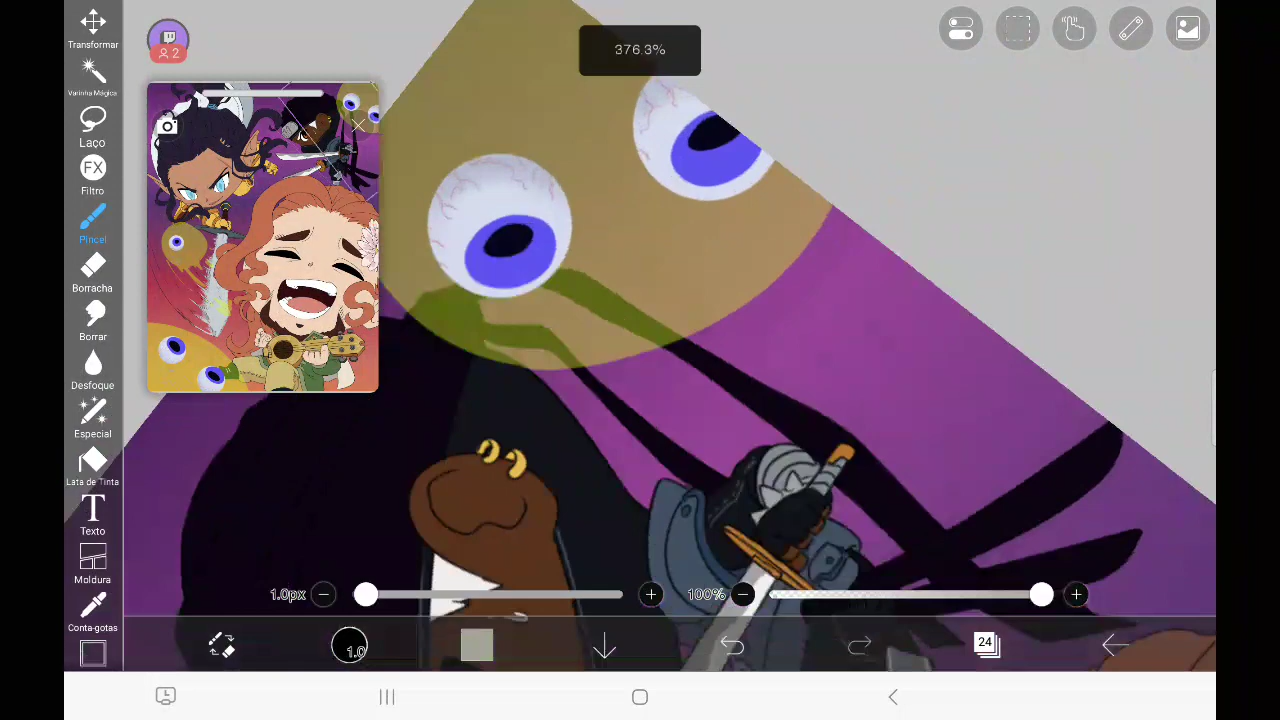 376.3%
2
Transformar
Varinha Mágica
Laço
FX
Filtro
Pincel
Borracha
Borrar
Desfoque
Especial
Lata de Tinta
T
Texto
Moldura
Conta-gotas
1.0px
100%
1.0
24